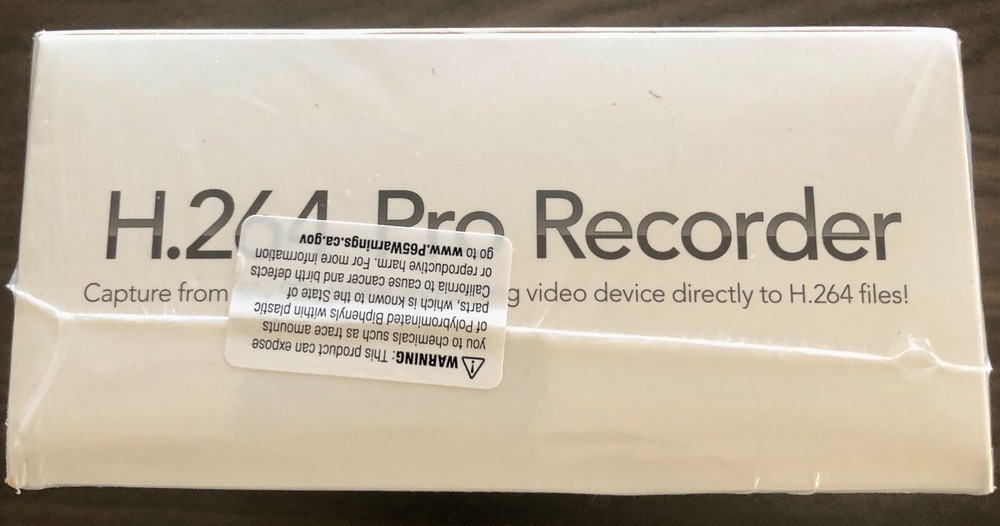 H.264 Pro Recorder
Capture from g video device directly to H.264 files!
WARNING: This product can expose
you to chemicals such as trace amounts
of Polybrominated Biphenyls within plastic
parts, which is known to the State of
California to cause cancer and birth defects
or reproductive harm. For more information
go to www.P65Warnings.ca.gov